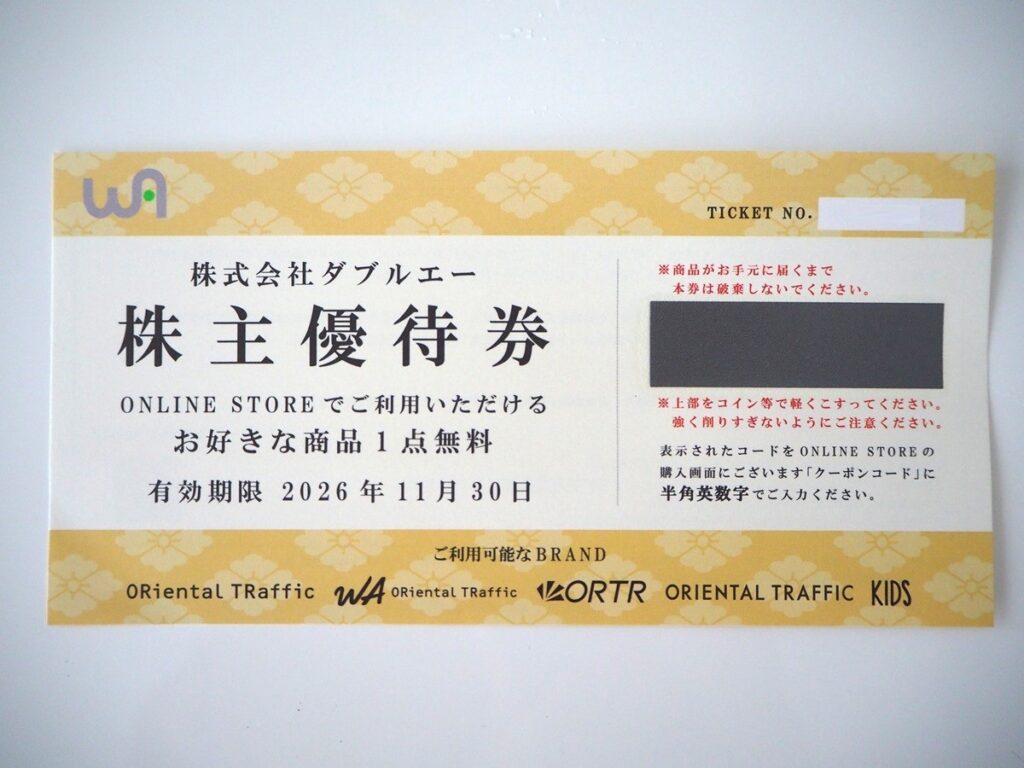 WA
TICKET NO.
株式会社ダブルエー
株主優待券
ONLINE STOREでご利用いただける
お好きな商品1点無料
有効期限 2026年11月30日
※商品がお手元に届くまで
本券は破棄しないでください。
※上部をコイン等で軽くこすってください。
強く削りすぎないようにご注意ください。
表示されたコードをONLINE STOREの
購入画面にございます「クーポンコード」に
半角英数字でご入力ください。
ご利用可能なBRAND
ORiental TRaffic WA ORiental TRaffic ORTR ORIENTAL TRAFFIC KIDS